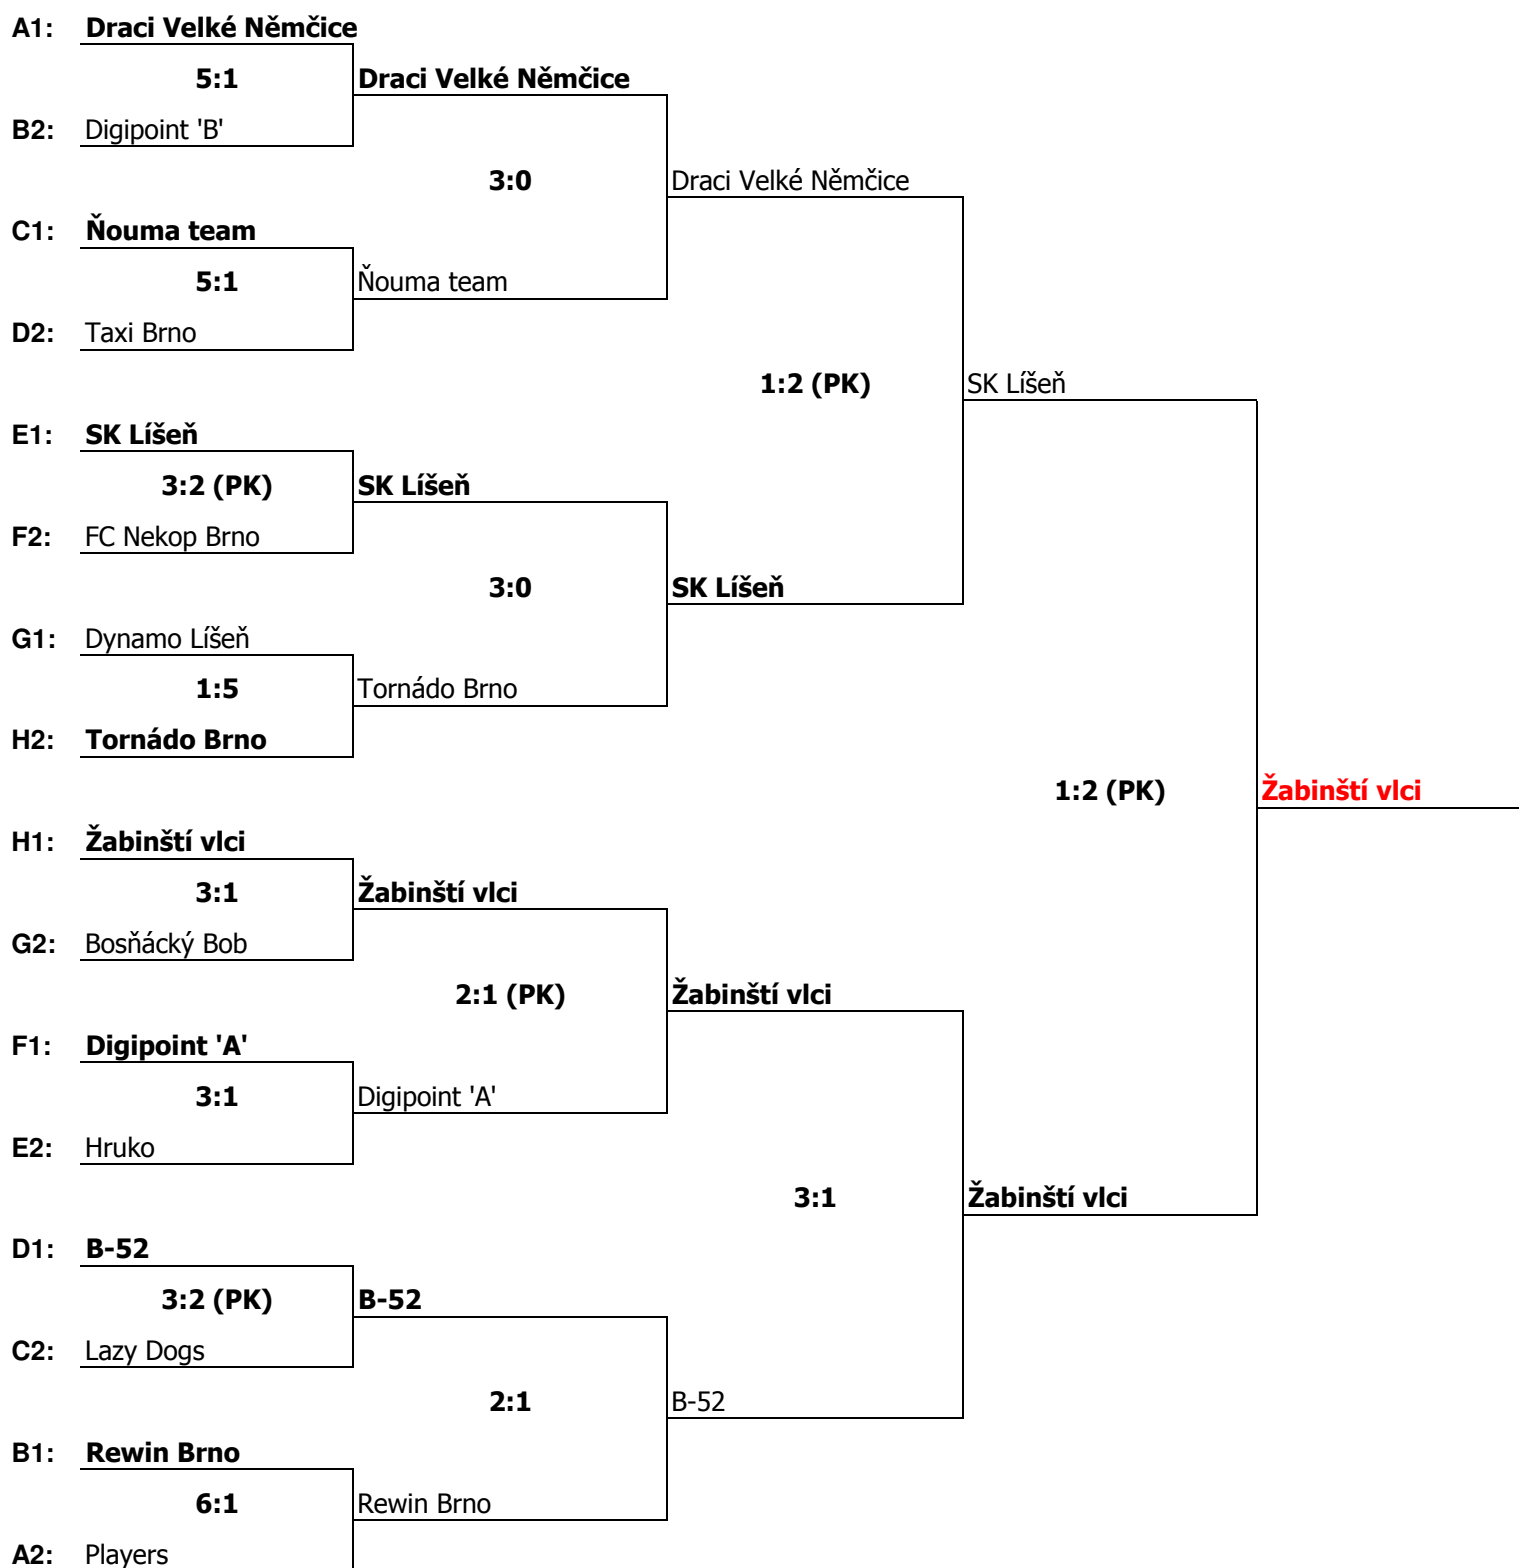 A1: Draci Velké Němčice
5:1 Draci Velké Němčice
B2: Digipoint 'B'
3:0 Draci Velké Němčice
C1: Ňouma team
5:1 Ňouma team
D2: Taxi Brno
1:2 (PK) SK Líšeň
E1: SK Líšeň
3:2 (PK) SK Líšeň
F2: FC Nekop Brno
3:0 SK Líšeň
G1: Dynamo Líšeň
1:5 Tornádo Brno
H2: Tornádo Brno
1:2 (PK) Žabinští vlci
H1: Žabinští vlci
3:1 Žabinští vlci
G2: Bosňácký Bob
2:1 (PK) Žabinští vlci
F1: Digipoint 'A'
3:1 Digipoint 'A'
E2: Hruko
3:1 Žabinští vlci
D1: B-52
3:2 (PK) B-52
C2: Lazy Dogs
2:1 B-52
B1: Rewin Brno
6:1 Rewin Brno
A2: Players